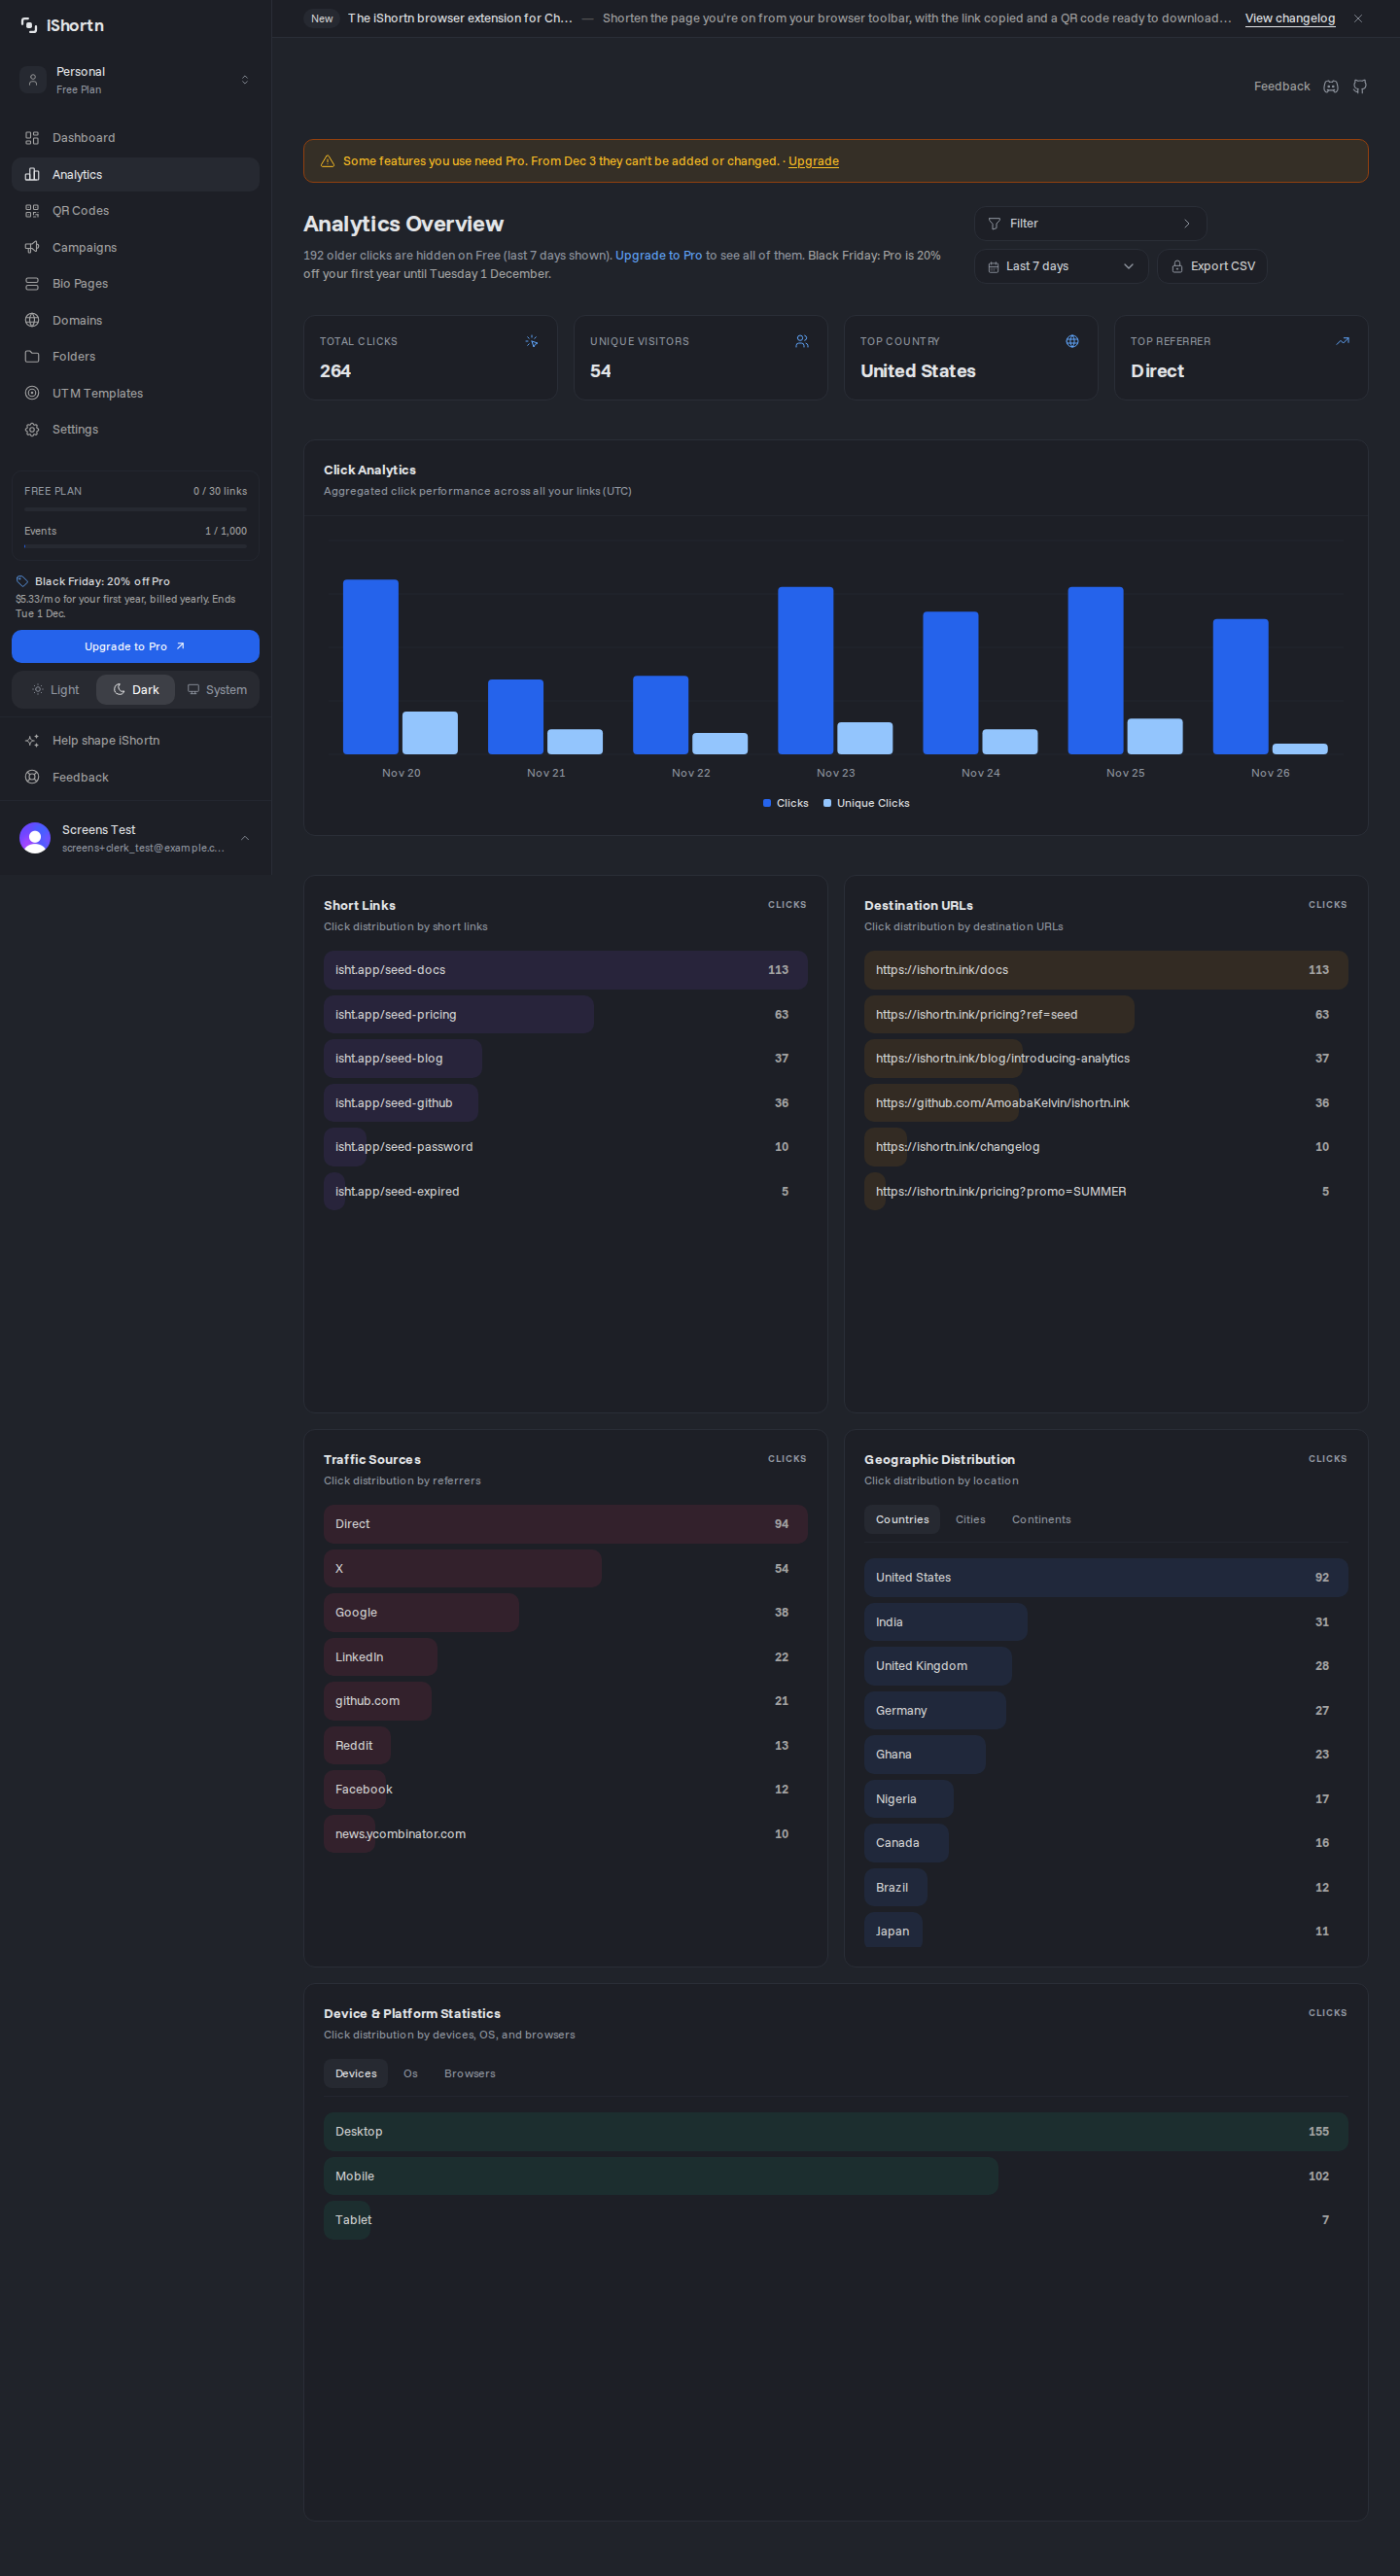 iShortn
Personal
Free Plan
Dashboard
Analytics
QR Codes
Campaigns
Bio Pages
Domains
Folders
UTM Templates
Settings
FREE PLAN 0 / 30 links
Events 1 / 1,000
Black Friday: 20% off Pro
$5.33/mo for your first year, billed yearly. Ends
Tue 1 Dec.
Upgrade to Pro
Light Dark System
Help shape iShortn
Feedback
Screens Test
screens+clerk_test@example.c...
New The iShortn browser extension for Ch... — Shorten the page you're on from your browser toolbar, with the link copied and a QR code ready to download... View changelog
Feedback
Some features you use need Pro. From Dec 3 they can't be added or changed. · Upgrade
Analytics Overview
192 older clicks are hidden on Free (last 7 days shown). Upgrade to Pro to see all of them. Black Friday: Pro is 20%
off your first year until Tuesday 1 December.
Filter
Last 7 days
Export CSV
TOTAL CLICKS
264
UNIQUE VISITORS
54
TOP COUNTRY
United States
TOP REFERRER
Direct
Click Analytics
Aggregated click performance across all your links (UTC)
Nov 20 Nov 21 Nov 22 Nov 23 Nov 24 Nov 25 Nov 26
Clicks Unique Clicks
Short Links CLICKS
Click distribution by short links
isht.app/seed-docs 113
isht.app/seed-pricing 63
isht.app/seed-blog 37
isht.app/seed-github 36
isht.app/seed-password 10
isht.app/seed-expired 5
Destination URLs CLICKS
Click distribution by destination URLs
https://ishortn.ink/docs 113
https://ishortn.ink/pricing?ref=seed 63
https://ishortn.ink/blog/introducing-analytics 37
https://github.com/AmoabaKelvin/ishortn.ink 36
https://ishortn.ink/changelog 10
https://ishortn.ink/pricing?promo=SUMMER 5
Traffic Sources CLICKS
Click distribution by referrers
Direct 94
X 54
Google 38
LinkedIn 22
github.com 21
Reddit 13
Facebook 12
news.ycombinator.com 10
Geographic Distribution CLICKS
Click distribution by location
Countries Cities Continents
United States 92
India 31
United Kingdom 28
Germany 27
Ghana 23
Nigeria 17
Canada 16
Brazil 12
Japan 11
Device & Platform Statistics CLICKS
Click distribution by devices, OS, and browsers
Devices Os Browsers
Desktop 155
Mobile 102
Tablet 7